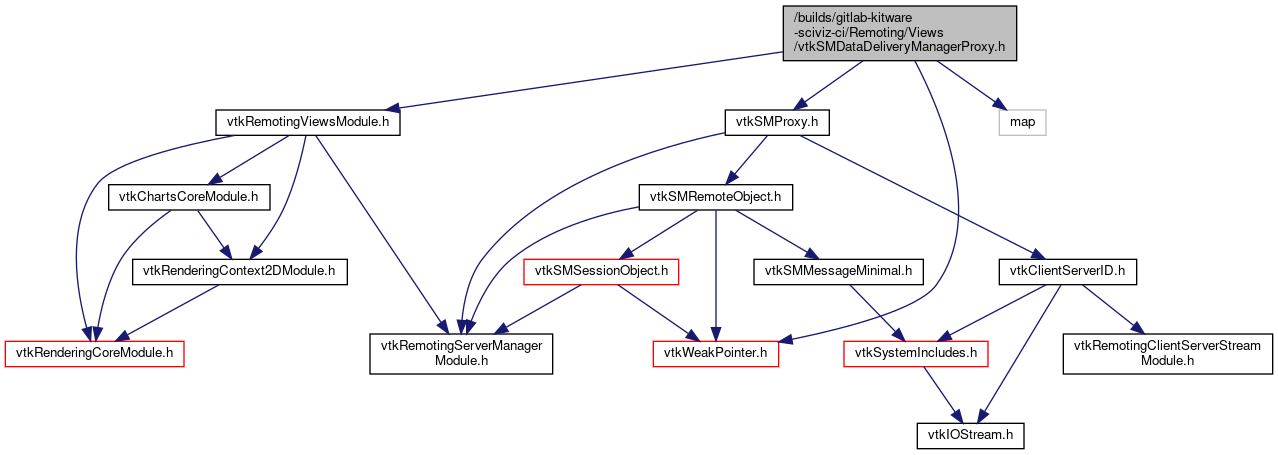 /builds/gitlab-kitware
-sciviz-ci/Remoting/Views
/vtkSMDataDeliveryManagerProxy.h
vtkRemotingViewsModule.h
vtkSMProxy.h
map
vtkChartsCoreModule.h
vtkSMRemoteObject.h
vtkRenderingContext2DModule.h
vtkSMSessionObject.h
vtkSMMessageMinimal.h
vtkClientServerID.h
vtkRenderingCoreModule.h
vtkRemotingServerManager
Module.h
vtkWeakPointer.h
vtkSystemIncludes.h
vtkRemotingClientServerStream
Module.h
vtkIOStream.h